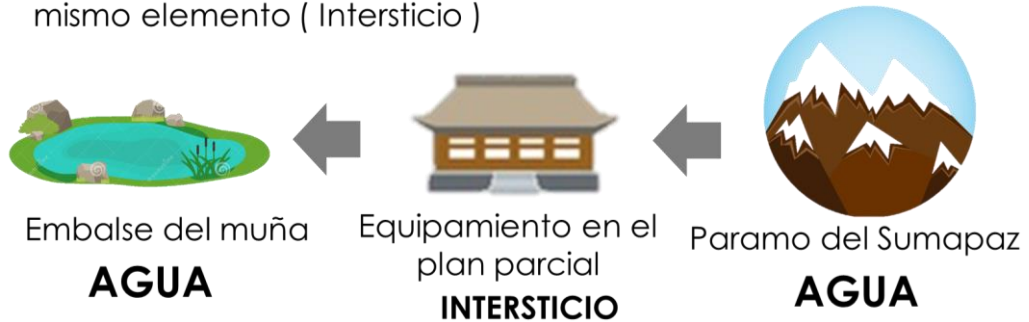 mismo elemento ( Intersticio )
Embalse del muña
AGUA
Equipamiento en el
plan parcial
INTERSTICIO
Paramo del Sumapaz
AGUA